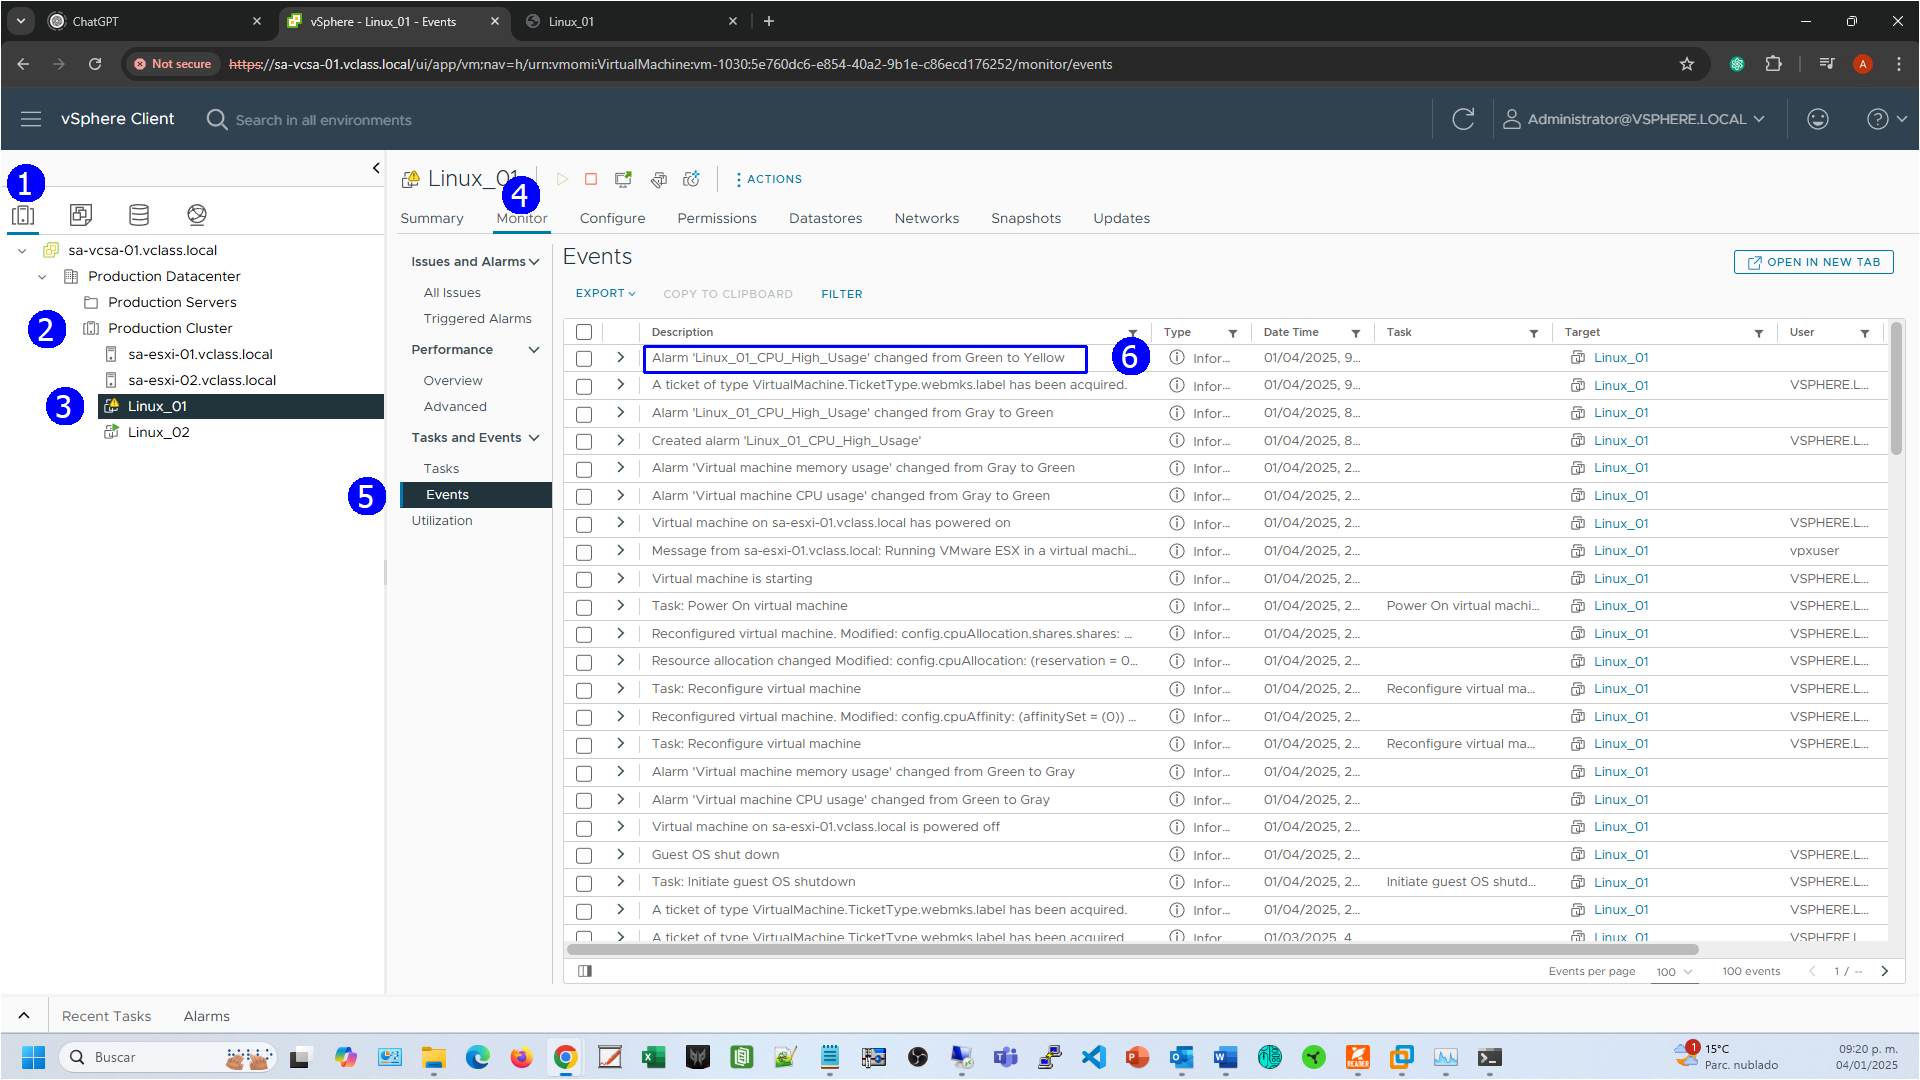 ChatGPT
vSphere - Linux_01 - Events
Linux_01
Not secure
https://sa-vcsa-01.vclass.local/ui/app/vm;nav=h/urn:vmomi:VirtualMachine:vm-1030:5e760dc6-e854-40a2-9b1e-c86ecd176252/monitor/events
A
vSphere Client
Search in all environments
Administrator@VSPHERE.LOCAL
1
sa-vcsa-01.vclass.local
Production Datacenter
Production Servers
2 Production Cluster
sa-esxi-01.vclass.local
sa-esxi-02.vclass.local
3 Linux_01
Linux_02
Linux_01
ACTIONS
4
Summary Monitor Configure Permissions Datastores Networks Snapshots Updates
Issues and Alarms
All Issues
Triggered Alarms
Performance
Overview
Advanced
Tasks and Events
Tasks
5 Events
Utilization
Events
OPEN IN NEW TAB
EXPORT COPY TO CLIPBOARD FILTER
Description Type Date Time Task Target User
Alarm 'Linux_01_CPU_High_Usage' changed from Green to Yellow 6 Infor... 01/04/2025, 9... Linux_01
A ticket of type VirtualMachine.TicketType.webmks.label has been acquired. Infor... 01/04/2025, 9... Linux_01 VSPHERE.L...
Alarm 'Linux_01_CPU_High_Usage' changed from Gray to Green Infor... 01/04/2025, 8... Linux_01
Created alarm 'Linux_01_CPU_High_Usage' Infor... 01/04/2025, 8... Linux_01 VSPHERE.L...
Alarm 'Virtual machine memory usage' changed from Gray to Green Infor... 01/04/2025, 2... Linux_01
Alarm 'Virtual machine CPU usage' changed from Gray to Green Infor... 01/04/2025, 2... Linux_01
Virtual machine on sa-esxi-01.vclass.local has powered on Infor... 01/04/2025, 2... Linux_01 VSPHERE.L...
Message from sa-esxi-01.vclass.local: Running VMware ESX in a virtual machi... Infor... 01/04/2025, 2... Linux_01 vpxuser
Virtual machine is starting Infor... 01/04/2025, 2... Linux_01 VSPHERE.L...
Task: Power On virtual machine Infor... 01/04/2025, 2... Power On virtual machi... Linux_01 VSPHERE.L...
Reconfigured virtual machine. Modified: config.cpuAllocation.shares.shares: ... Infor... 01/04/2025, 2... Linux_01 VSPHERE.L...
Resource allocation changed Modified: config.cpuAllocation: (reservation = 0... Infor... 01/04/2025, 2... Linux_01 VSPHERE.L...
Task: Reconfigure virtual machine Infor... 01/04/2025, 2... Reconfigure virtual ma... Linux_01 VSPHERE.L...
Reconfigured virtual machine. Modified: config.cpuAffinity: (affinitySet = (0)) ... Infor... 01/04/2025, 2... Linux_01 VSPHERE.L...
Task: Reconfigure virtual machine Infor... 01/04/2025, 2... Reconfigure virtual ma... Linux_01 VSPHERE.L...
Alarm 'Virtual machine memory usage' changed from Green to Gray Infor... 01/04/2025, 2... Linux_01
Alarm 'Virtual machine CPU usage' changed from Green to Gray Infor... 01/04/2025, 2... Linux_01
Virtual machine on sa-esxi-01.vclass.local is powered off Infor... 01/04/2025, 2... Linux_01
Guest OS shut down Infor... 01/04/2025, 2... Linux_01 VSPHERE.L...
Task: Initiate guest OS shutdown Infor... 01/04/2025, 2... Initiate guest OS shutd... Linux_01 VSPHERE.L...
A ticket of type VirtualMachine.TicketType.webmks.label has been acquired. Infor... 01/04/2025, 2... Linux_01 VSPHERE.L...
A ticket of type VirtualMachine.TicketType.webmks.label has been acquired. Infor... 01/03/2025, 4... Linux_01 VSPHERE.L...
Events per page 100 100 events 1 / --
Recent Tasks Alarms
Buscar
1
15°C
Parc. nublado
09:20 p. m.
04/01/2025